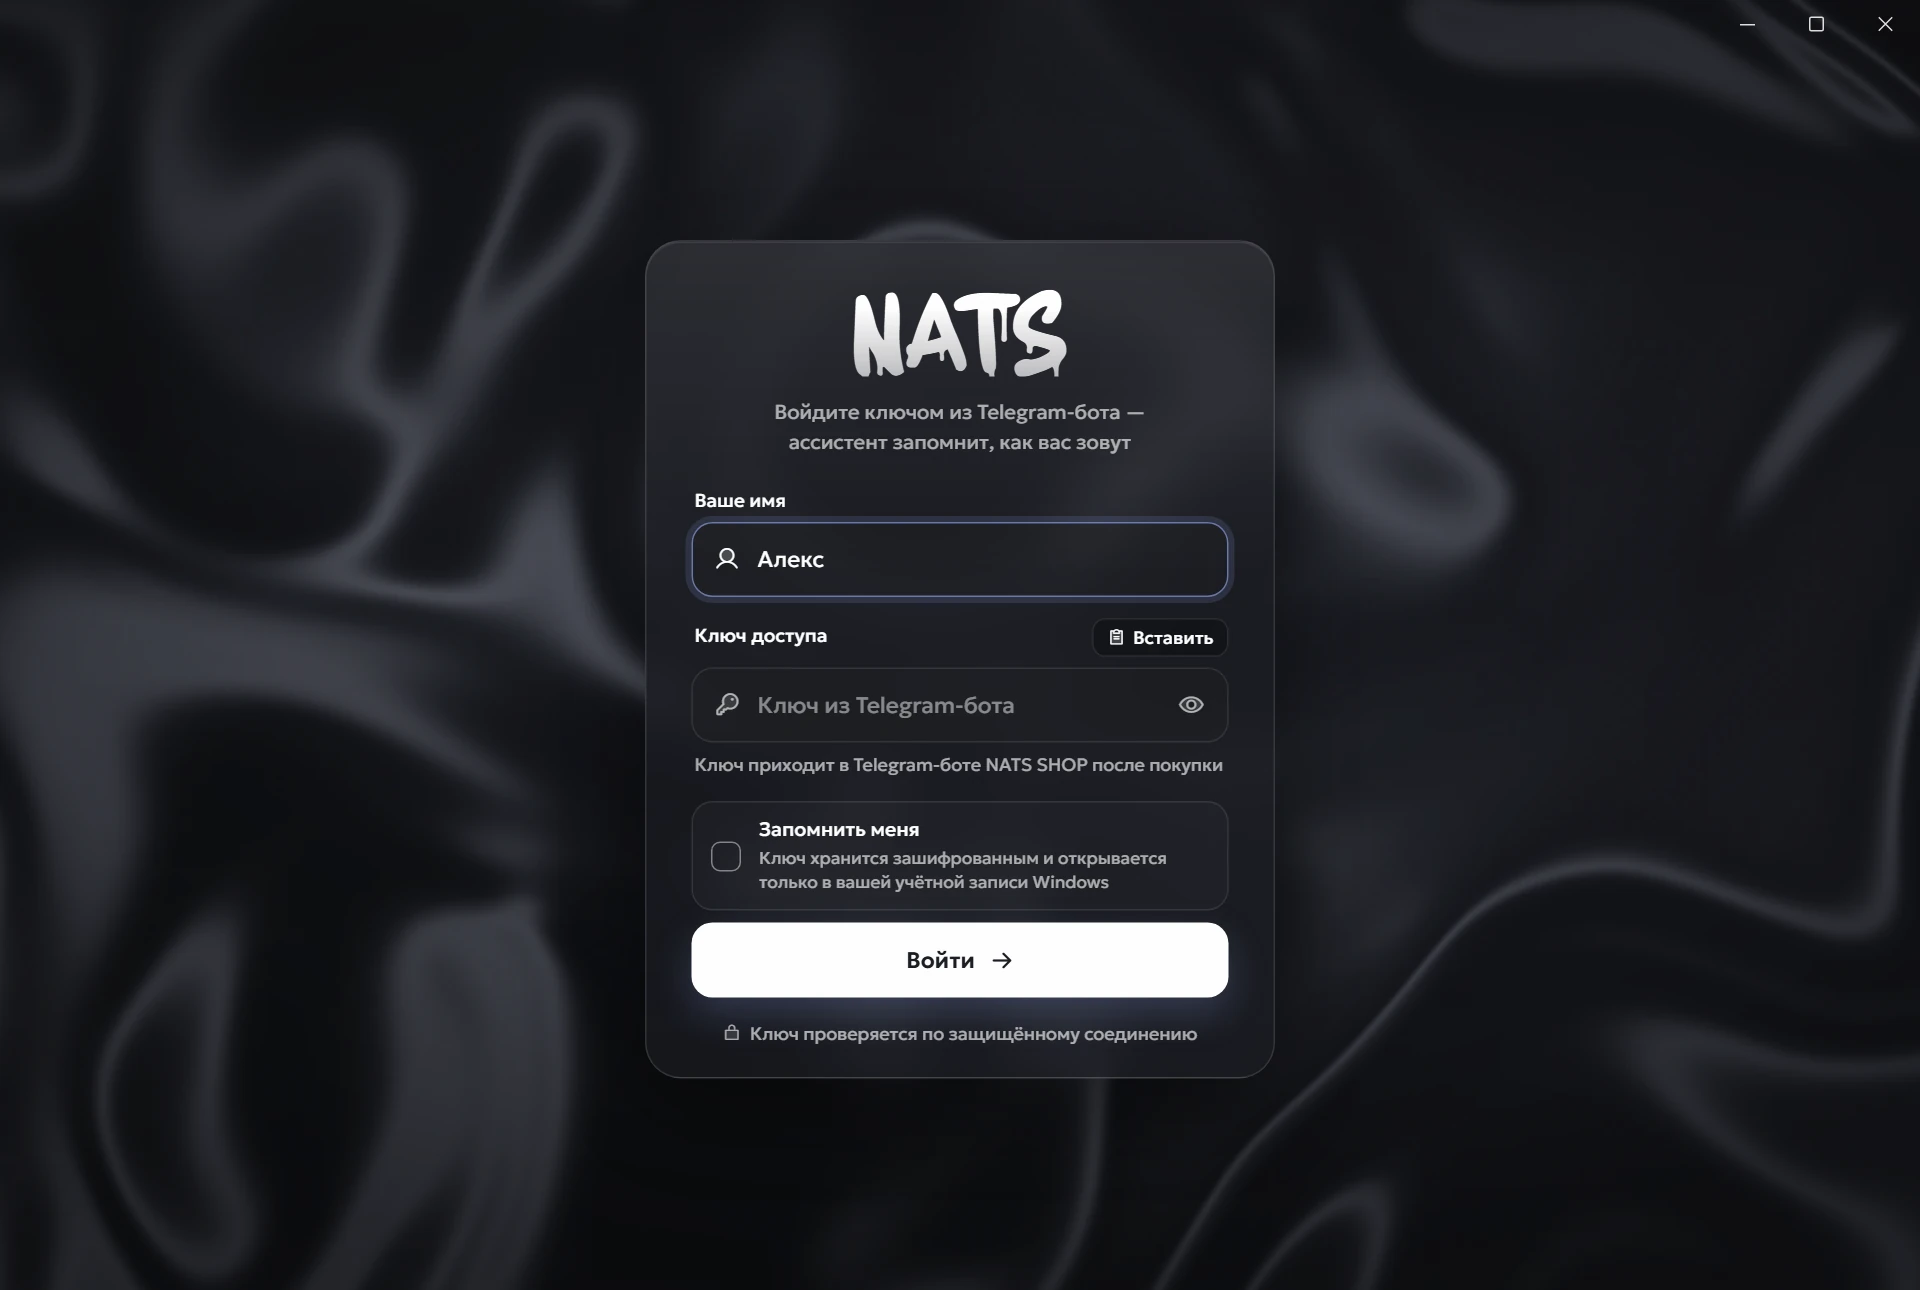 NATS
Войдите ключом из Telegram-бота —
ассистент запомнит, как вас зовут
Ваше имя
Алекс
Ключ доступа
Вставить
Ключ из Telegram-бота
Ключ приходит в Telegram-боте NATS SHOP после покупки
Запомнить меня
Ключ хранится зашифрованным и открывается
только в вашей учётной записи Windows
Войти →
Ключ проверяется по защищённому соединению